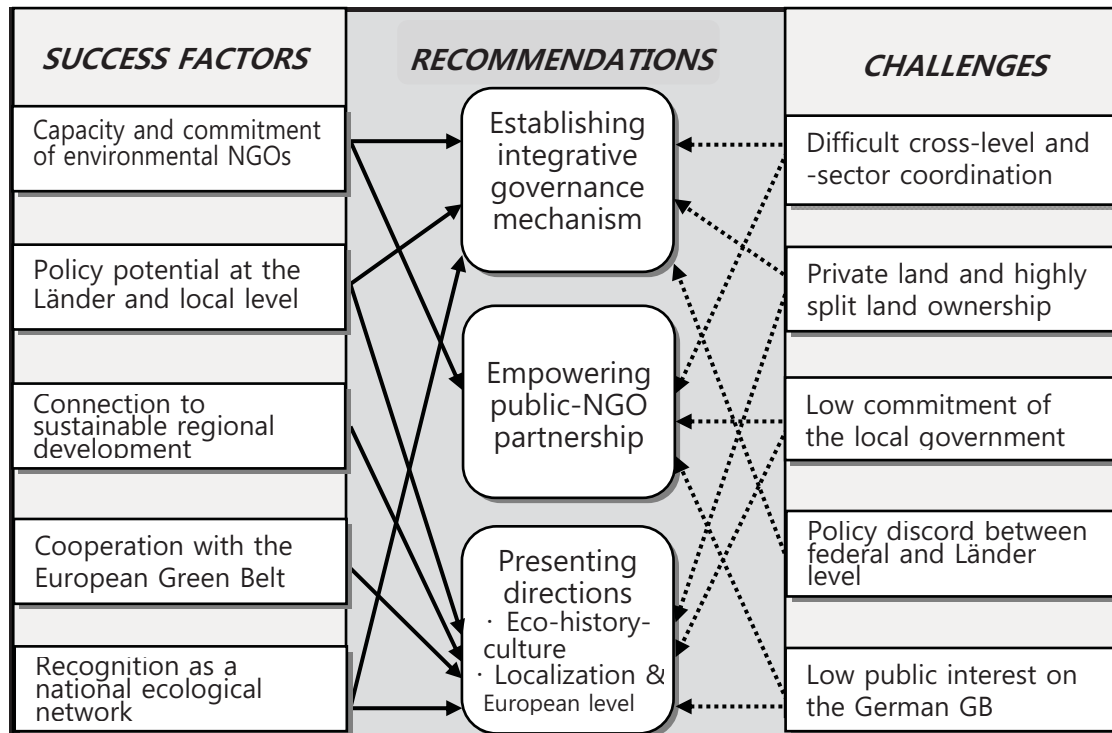 SUCCESS FACTORS
Capacity and commitment
of environmental NGOs
Policy potential at the
Länder and local level
Connection to
sustainable regional
development
Cooperation with the
European Green Belt
Recognition as a
national ecological
network
RECOMMENDATIONS
Establishing
integrative
governance
mechanism
Empowering
public-NGO
partnership
Presenting
directions
· Eco-history-
culture
· Localization &
European level
CHALLENGES
Difficult cross-level and
-sector coordination
Private land and highly
split land ownership
Low commitment of
the local government
Policy discord between
federal and Länder
level
Low public interest on
the German GB